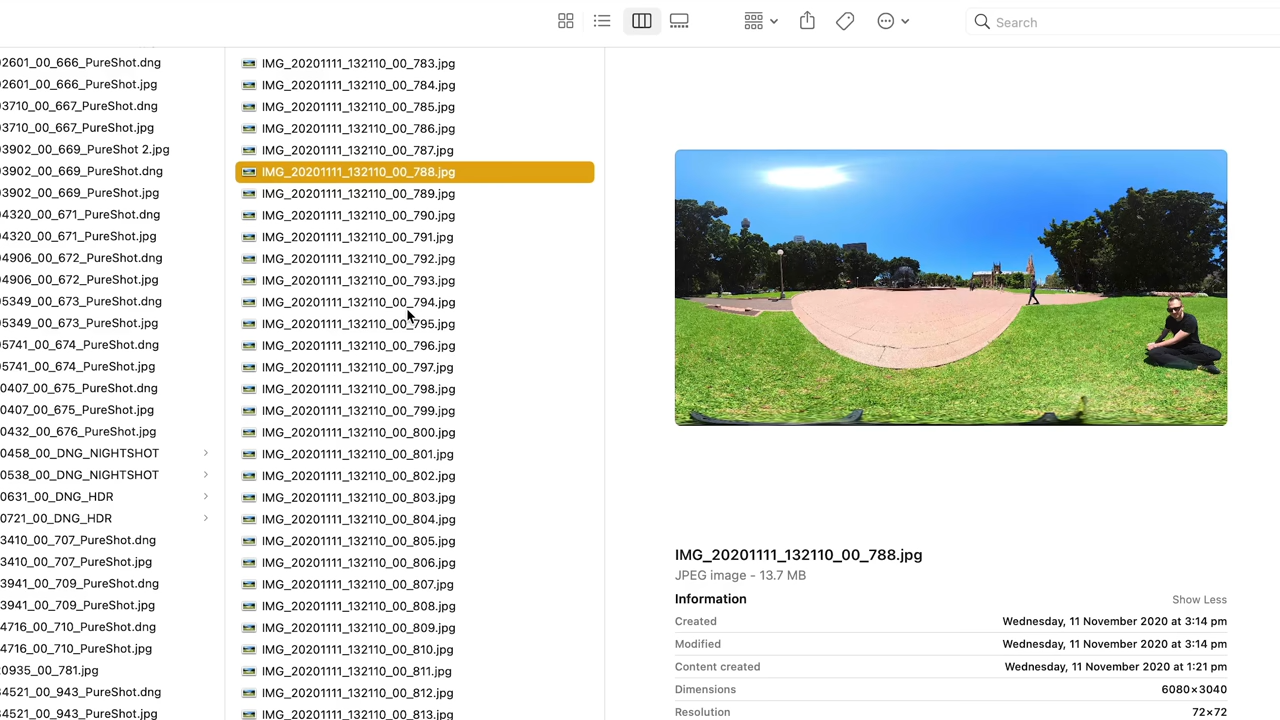 Search
2601_00_666_PureShot.dng
2601_00_666_PureShot.jpg
3710_00_667_PureShot.dng
3710_00_667_PureShot.jpg
3902_00_669_PureShot 2.jpg
3902_00_669_PureShot.dng
3902_00_669_PureShot.jpg
4320_00_671_PureShot.dng
4320_00_671_PureShot.jpg
4906_00_672_PureShot.dng
4906_00_672_PureShot.jpg
5349_00_673_PureShot.dng
5349_00_673_PureShot.jpg
5741_00_674_PureShot.dng
5741_00_674_PureShot.jpg
0407_00_675_PureShot.dng
0407_00_675_PureShot.jpg
0432_00_676_PureShot.jpg
0458_00_DNG_NIGHTSHOT
0538_00_DNG_NIGHTSHOT
0631_00_DNG_HDR
0721_00_DNG_HDR
3410_00_707_PureShot.dng
3410_00_707_PureShot.jpg
3941_00_709_PureShot.dng
3941_00_709_PureShot.jpg
4716_00_710_PureShot.dng
4716_00_710_PureShot.jpg
0935_00_781.jpg
4521_00_943_PureShot.dng
4521_00_943_PureShot.jpg
IMG_20201111_132110_00_783.jpg
IMG_20201111_132110_00_784.jpg
IMG_20201111_132110_00_785.jpg
IMG_20201111_132110_00_786.jpg
IMG_20201111_132110_00_787.jpg
IMG_20201111_132110_00_788.jpg
IMG_20201111_132110_00_789.jpg
IMG_20201111_132110_00_790.jpg
IMG_20201111_132110_00_791.jpg
IMG_20201111_132110_00_792.jpg
IMG_20201111_132110_00_793.jpg
IMG_20201111_132110_00_794.jpg
IMG_20201111_132110_00_795.jpg
IMG_20201111_132110_00_796.jpg
IMG_20201111_132110_00_797.jpg
IMG_20201111_132110_00_798.jpg
IMG_20201111_132110_00_799.jpg
IMG_20201111_132110_00_800.jpg
IMG_20201111_132110_00_801.jpg
IMG_20201111_132110_00_802.jpg
IMG_20201111_132110_00_803.jpg
IMG_20201111_132110_00_804.jpg
IMG_20201111_132110_00_805.jpg
IMG_20201111_132110_00_806.jpg
IMG_20201111_132110_00_807.jpg
IMG_20201111_132110_00_808.jpg
IMG_20201111_132110_00_809.jpg
IMG_20201111_132110_00_810.jpg
IMG_20201111_132110_00_811.jpg
IMG_20201111_132110_00_812.jpg
IMG_20201111_132110_00_813.jpg
IMG_20201111_132110_00_788.jpg
JPEG image - 13.7 MB
Information Show Less
Created Wednesday, 11 November 2020 at 3:14 pm
Modified Wednesday, 11 November 2020 at 3:14 pm
Content created Wednesday, 11 November 2020 at 1:21 pm
Dimensions 6080×3040
Resolution 72×72